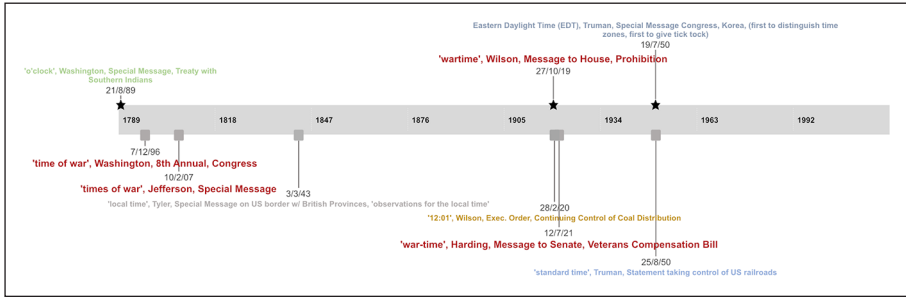 Eastern Daylight Time (EDT), Truman, Special Message Congress, Korea, (first to distinguish time
zones, first to give tick tock)
19/7/50
'wartime', Wilson, Message to House, Prohibition
27/10/19
'o'clock', Washington, Special Message, Treaty with
Southern Indians
21/8/89
1789 1818 1847 1876 1905 1934 1963 1992
7/12/96
'time of war', Washington, 8th Annual, Congress
10/2/07
'times of war', Jefferson, Special Message
3/3/43
'local time', Tyler, Special Message on US border w/ British Provinces, 'observations for the local time'
28/2/20
'12:01', Wilson, Exec. Order, Continuing Control of Coal Distribution
12/7/21
'war-time', Harding, Message to Senate, Veterans Compensation Bill
25/8/50
'standard time', Truman, Statement taking control of US railroads